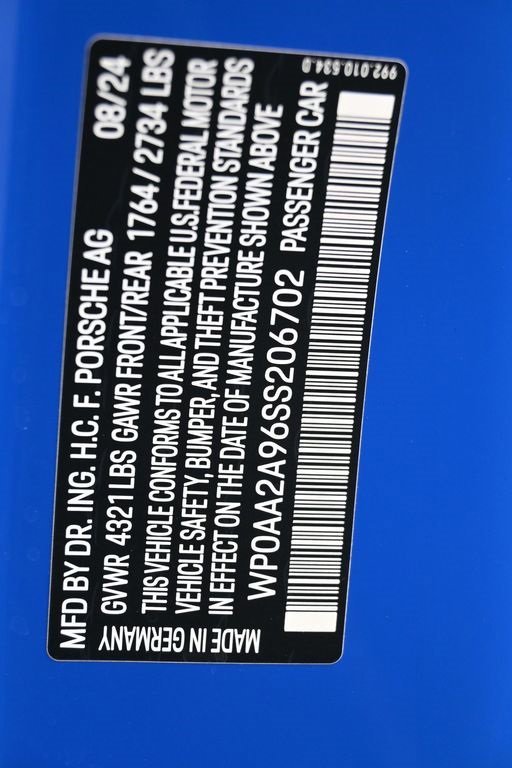 MFD BY DR. ING. H.C. F. PORSCHE AG 08/24
GVWR 4321 LBS GAWR FRONT/REAR 1764 / 2734 LBS
THIS VEHICLE CONFORMS TO ALL APPLICABLE U.S. FEDERAL MOTOR
VEHICLE SAFETY, BUMPER, AND THEFT PREVENTION STANDARDS
IN EFFECT ON THE DATE OF MANUFACTURE SHOWN ABOVE
WP0AA2A96SS206702 PASSENGER CAR
MADE IN GERMANY
992.010.534.D